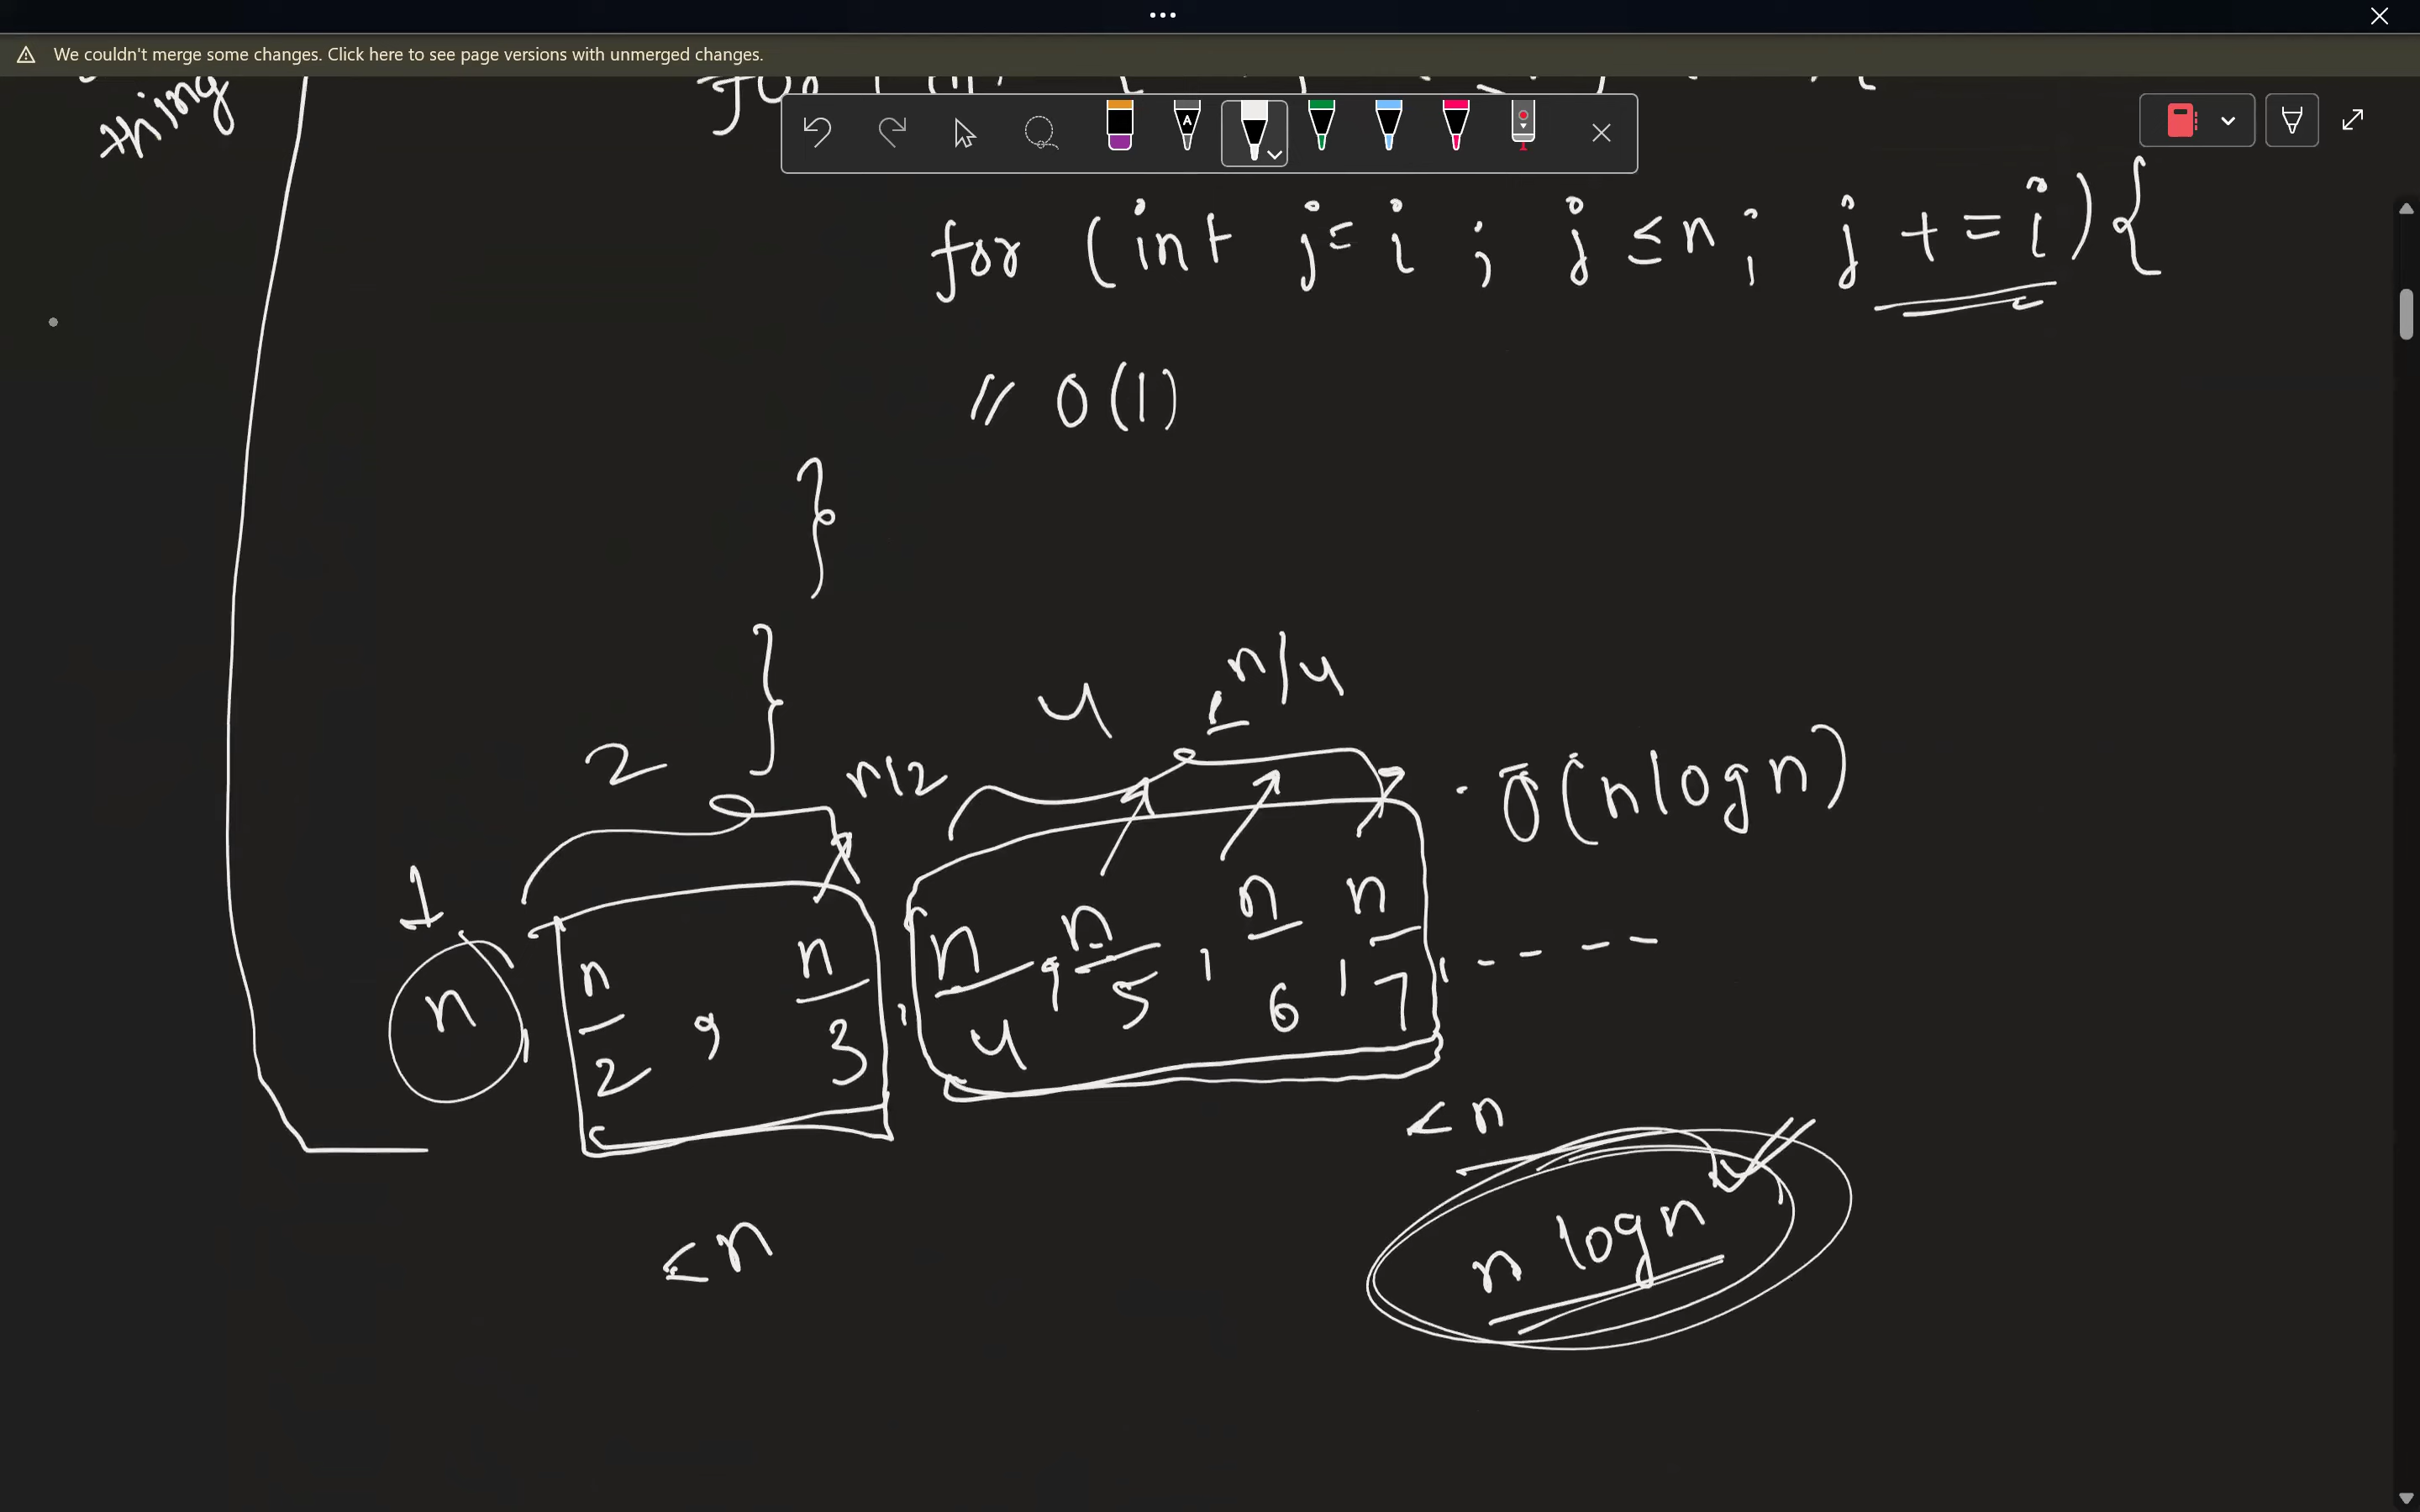 We couldn't merge some changes. Click here to see page versions with unmerged changes.
thing
for (int j=i ; j ≤n; j +=i){
// O(1)
}
}
2
n/2
4
≤n/4
O(nlogn)
1
n, n/2, n/3, n/4, n/5, n/6, n/7, -----
<n
<n
n logn